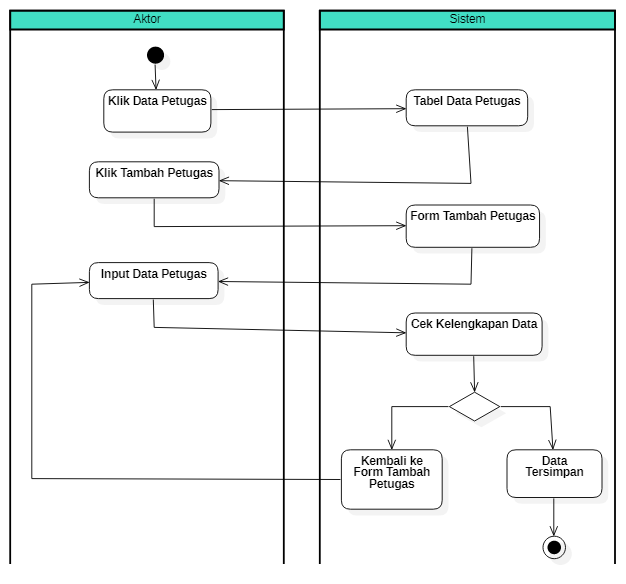 Aktor
Sistem
Klik Data Petugas
Tabel Data Petugas
Klik Tambah Petugas
Form Tambah Petugas
Input Data Petugas
Cek Kelengkapan Data
Kembali ke
Form Tambah
Petugas
Data
Tersimpan